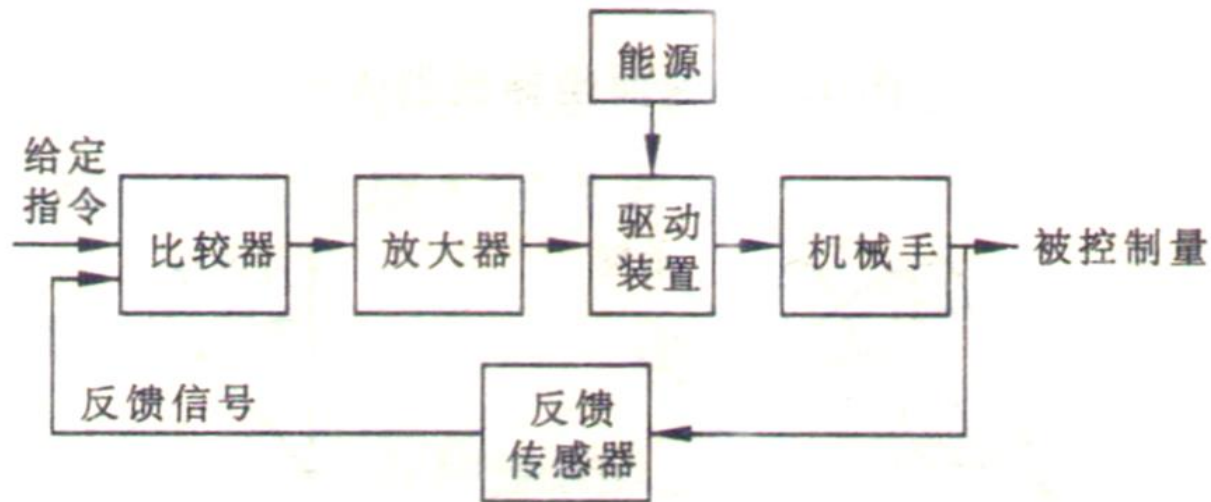 能源
给定
指令
比较器
放大器
驱动
装置
机械手
被控制量
反馈信号
反馈
传感器